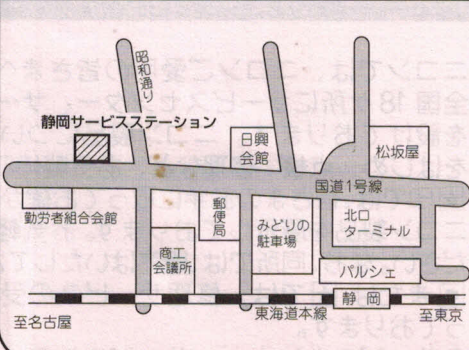 昭和通り
静岡サービスステーション
日興
会館
松坂屋
国道1号線
勤労者組合会館
郵便局
みどりの
駐車場
北口
ターミナル
商工
会議所
パルシェ
東海道本線
静岡
至名古屋
至東京